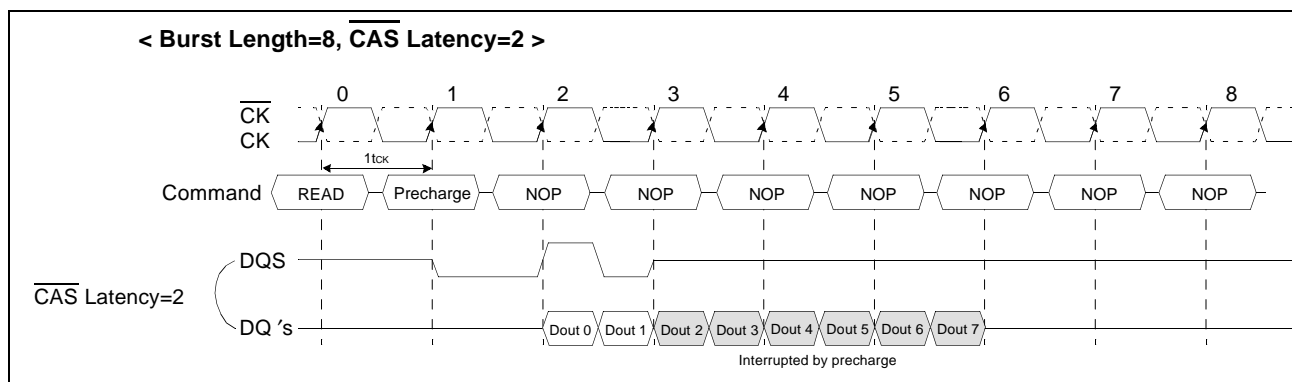 < Burst Length=8, CAS Latency=2 >
0 1 2 3 4 5 6 7 8
CK
CK
1tCK
Command READ Precharge NOP NOP NOP NOP NOP NOP NOP
DQS
CAS Latency=2
DQ 's Dout 0 Dout 1 Dout 2 Dout 3 Dout 4 Dout 5 Dout 6 Dout 7
Interrupted by precharge